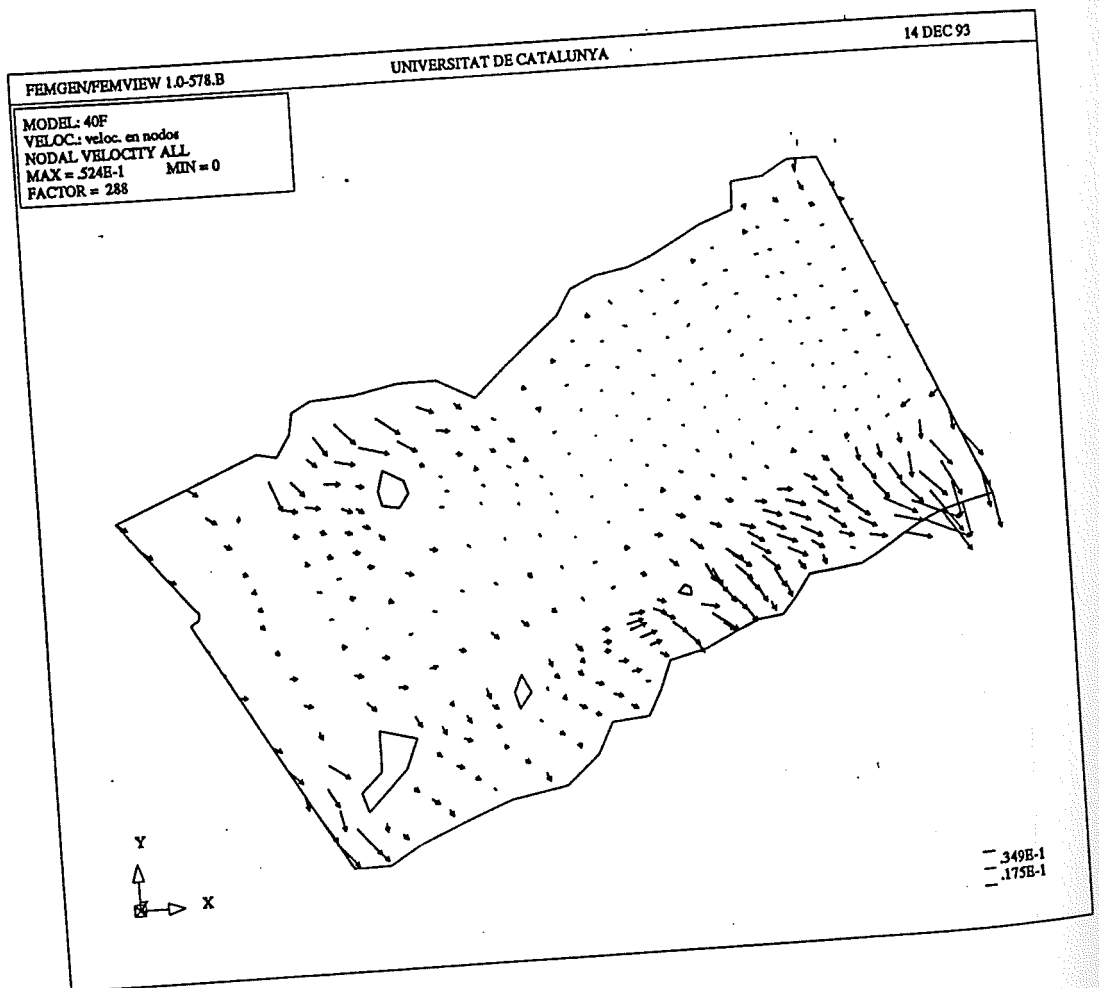 FEMGEN/FEMVIEW 1.0-578.B
UNIVERSITAT DE CATALUNYA
14 DEC 93
MODEL: 40F
VELOC.: veloc. en nodos
NODAL VELOCITY ALL
MAX = .524E-1 MIN = 0
FACTOR = 288
Y
X
.349E-1
.175E-1